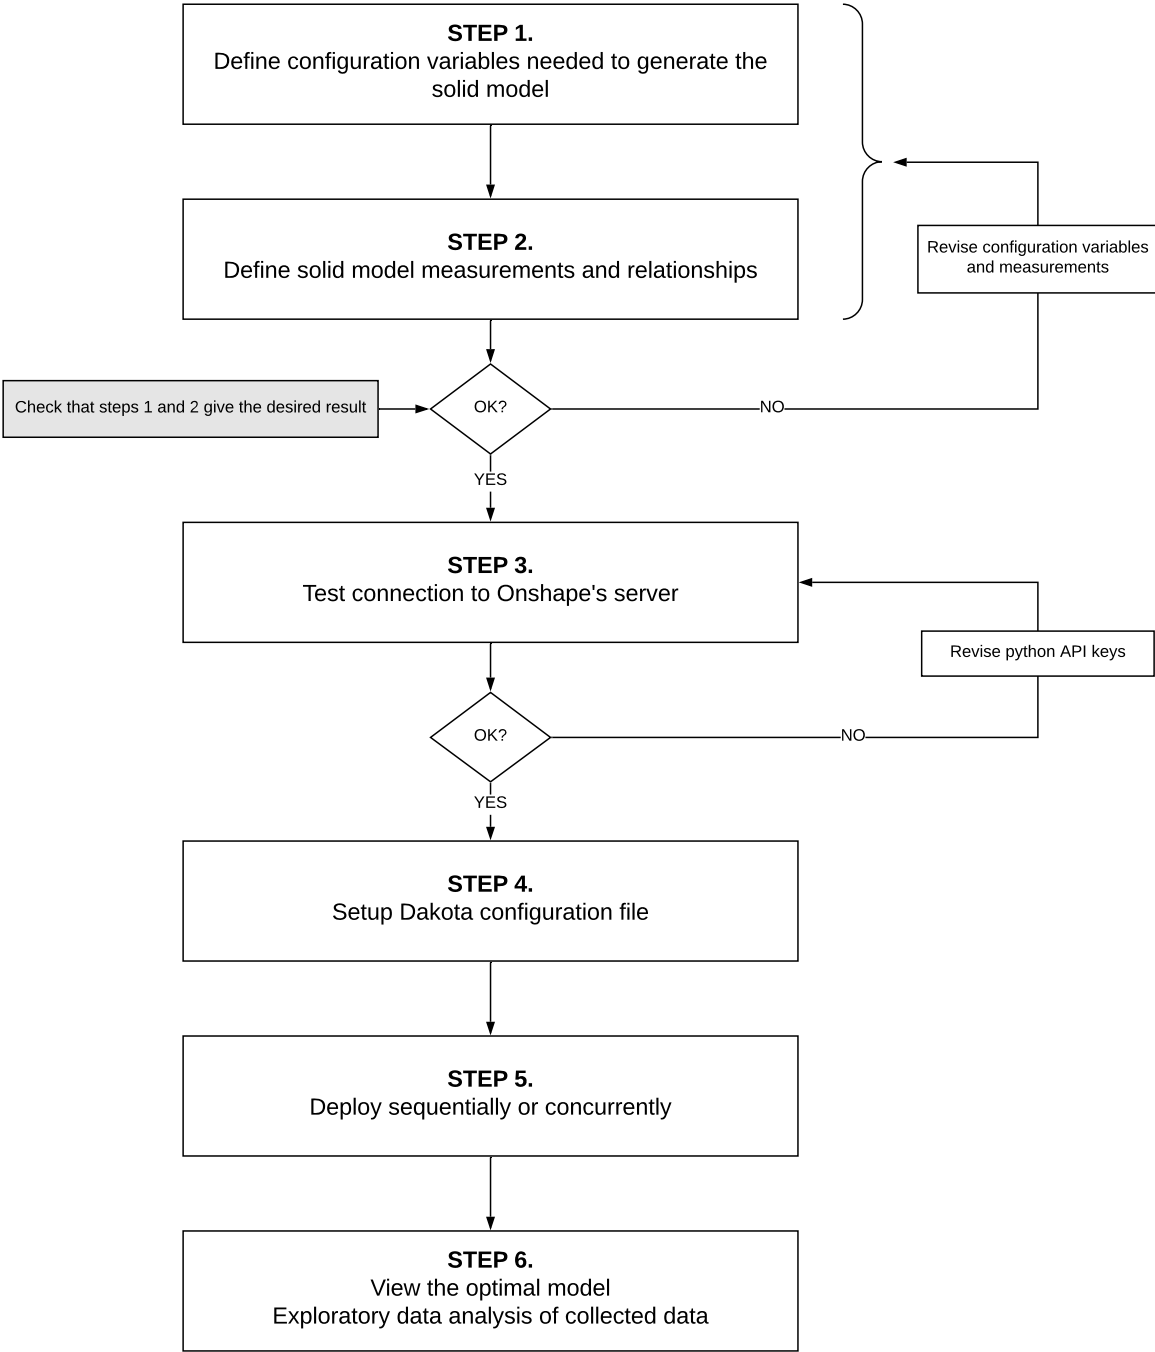 STEP 1.
Define configuration variables needed to generate the
solid model
STEP 2.
Define solid model measurements and relationships
Revise configuration variables
and measurements
Check that steps 1 and 2 give the desired result
OK?
NO
YES
STEP 3.
Test connection to Onshape's server
Revise python API keys
OK?
NO
YES
STEP 4.
Setup Dakota configuration file
STEP 5.
Deploy sequentially or concurrently
STEP 6.
View the optimal model
Exploratory data analysis of collected data